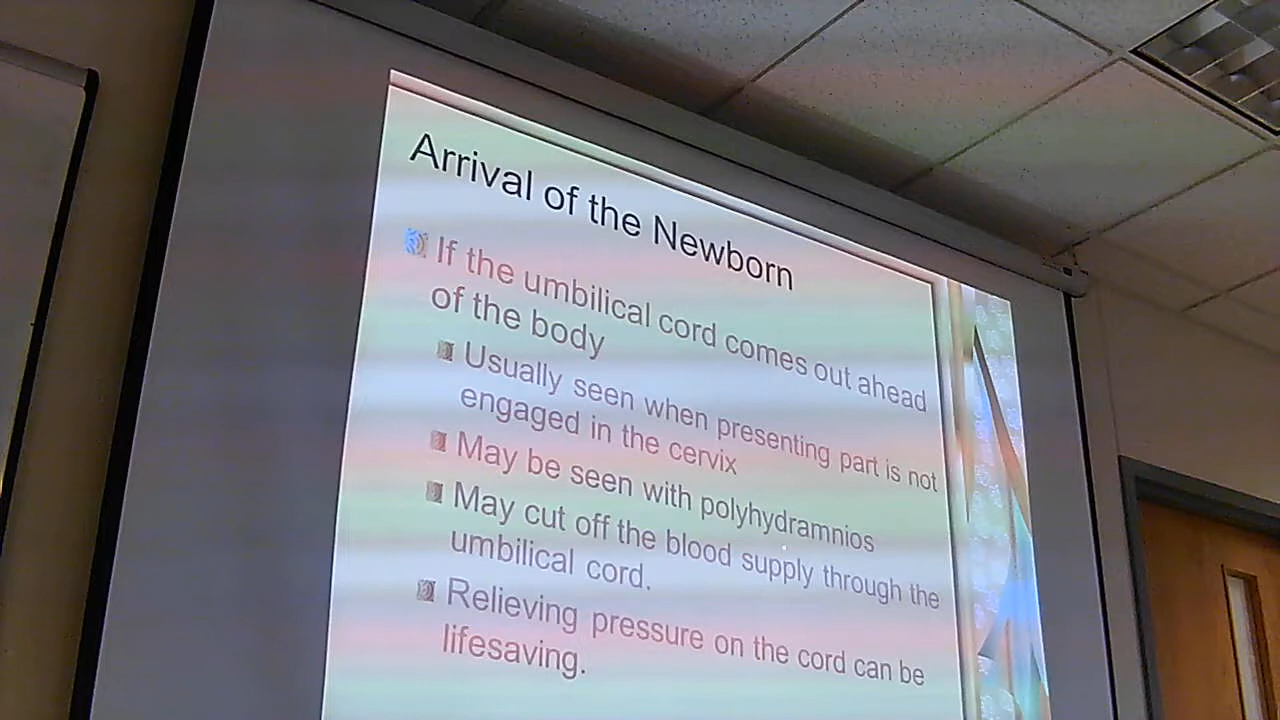 Arrival of the Newborn
If the umbilical cord comes out ahead
of the body
Usually seen when presenting part is not
engaged in the cervix
May be seen with polyhydramnios
May cut off the blood supply through the
umbilical cord.
Relieving pressure on the cord can be
lifesaving.